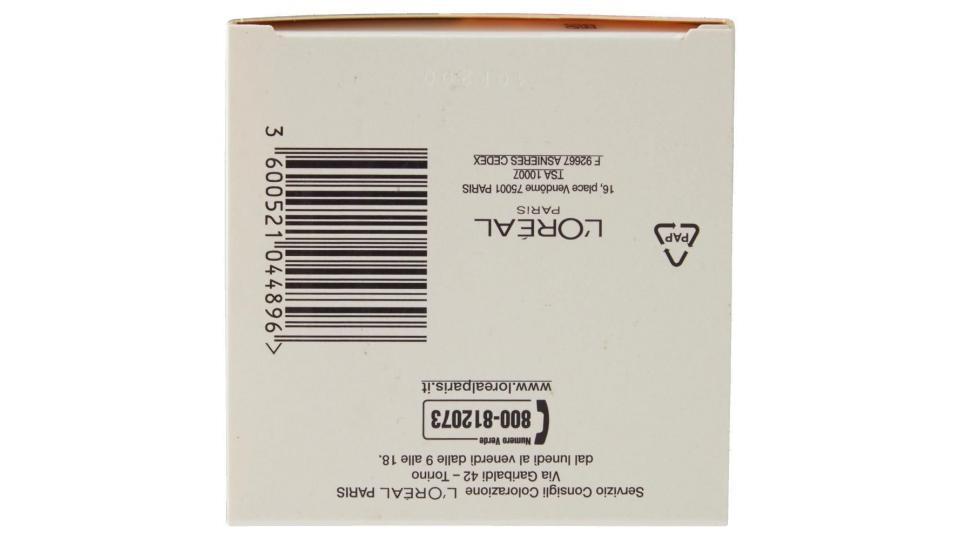 Servizio Consigli Colorazione L'ORÉAL PARIS
Via Garibaldi 42 – Torino
dal lunedì al venerdì dalle 9 alle 18.
Numero Verde
800-812073
www.lorealparis.it
PAP
L'ORÉAL
PARIS
16, place Vendôme 75001 PARIS
TSA 10007
F 92667 ASNIERES CEDEX
3 600521 044896 >